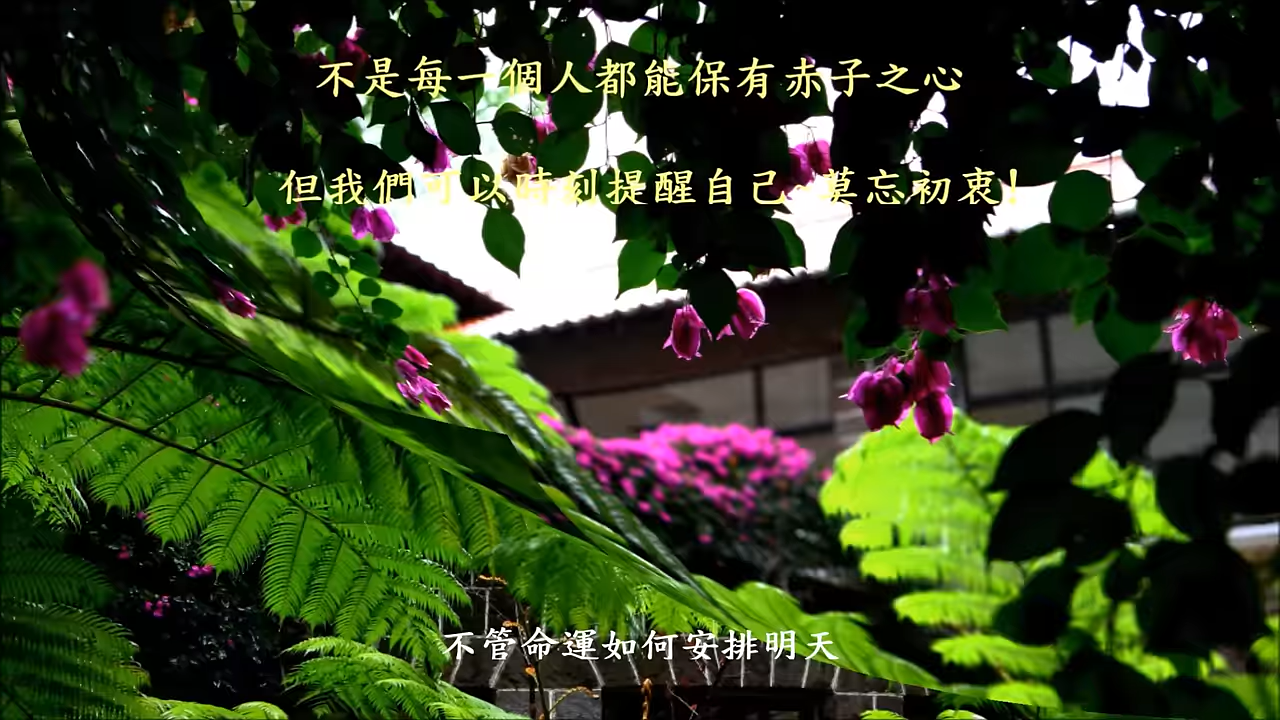 不是每一個人都能保有赤子之心
但我們可以時刻提醒自己~莫忘初衷!
不管命運如何安排明天